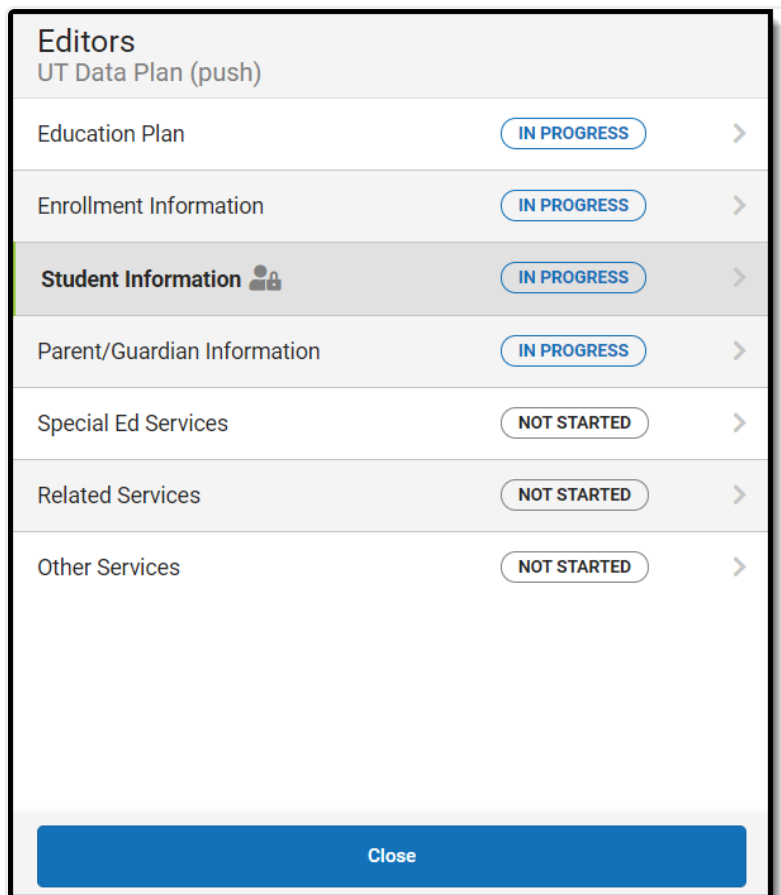 Editors
UT Data Plan (push)
Education Plan IN PROGRESS
Enrollment Information IN PROGRESS
Student Information IN PROGRESS
Parent/Guardian Information IN PROGRESS
Special Ed Services NOT STARTED
Related Services NOT STARTED
Other Services NOT STARTED
Close